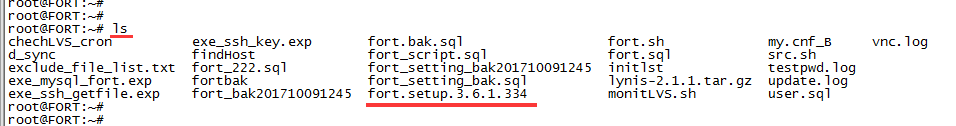 root@FORT:~#
root@FORT:~#
root@FORT:~# ls
chechLVS_cron exe_ssh_key.exp fort.bak.sql fort.sh my.cnf_B vnc.log
d_sync findHost fort_script.sql fort.sql src.sh
exclude_file_list.txt fort_222.sql fort_setting_bak201710091245 initlst testpwd.log
exe_mysql_fort.exp fortbak fort_setting_bak.sql lynis-2.1.1.tar.gz update.log
exe_ssh_getfile.exp fort_bak201710091245 fort.setup.3.6.1.334 monitLVS.sh user.sql
root@FORT:~#
root@FORT:~#